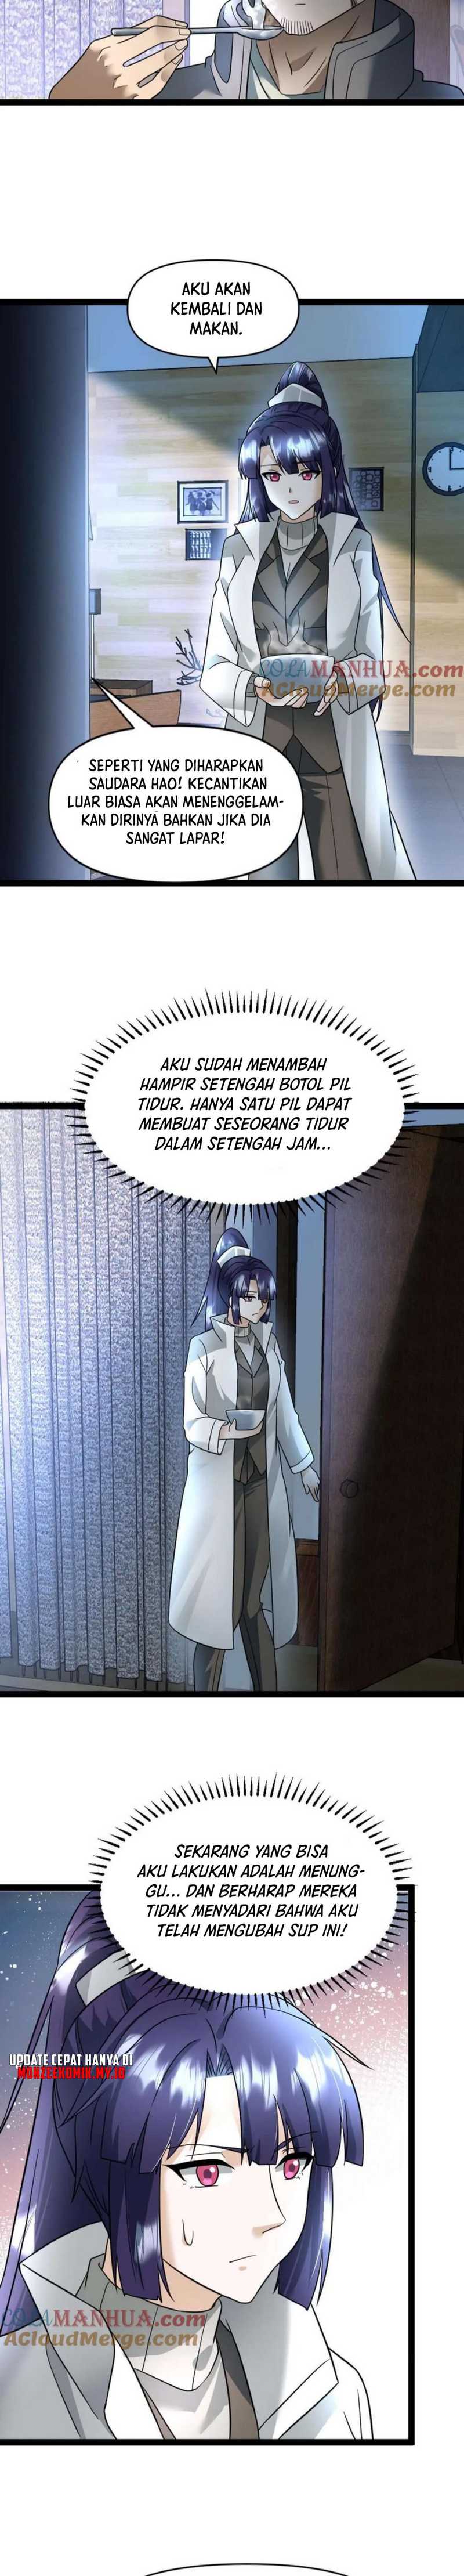 AKU AKAN
KEMBALI DAN
MAKAN.
COLAMANHUA.COM
ACloudMerge.com
SEPERTI YANG DIHARAPKAN
SAUDARA HAO! KECANTIKAN
LUAR BIASA AKAN MENENGGELAM-
KAN DIRINYA BAHKAN JIKA DIA
SANGAT LAPAR!
AKU SUDAH MENAMBAH
HAMPIR SETENGAH BOTOL PIL
TIDUR. HANYA SATU PIL DAPAT
MEMBUAT SESEORANG TIDUR
DALAM SETENGAH JAM...
SEKARANG YANG BISA
AKU LAKUKAN ADALAH MENUNG-
GU... DAN BERHARAP MEREKA
TIDAK MENYADARI BAHWA AKU
TELAH MENGUBAH SUP INI!
UPDATE CEPAT HANYA DI
MORZEEKOMIK.MY.ID
COLAMANHUA.COM
ACloudMerge.com